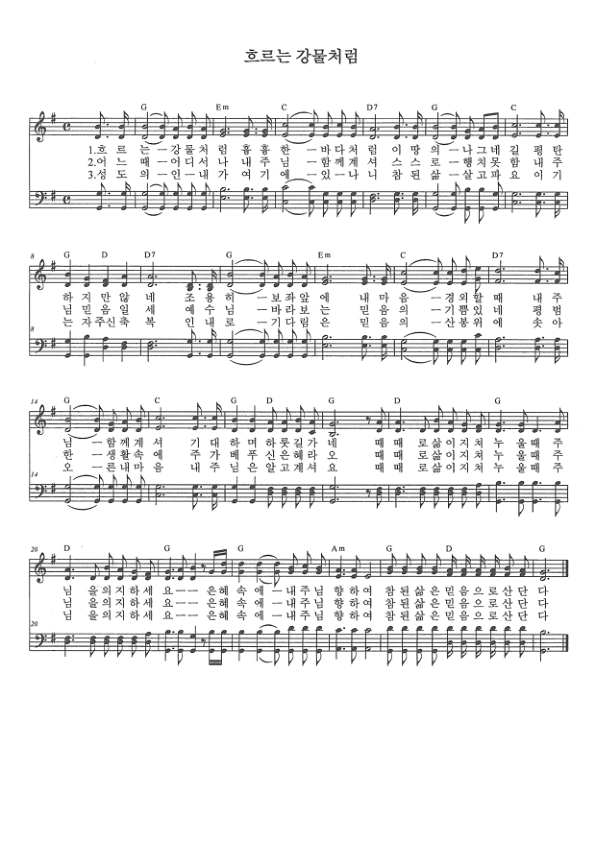 흐르는 강물처럼
G Em C D7 G C
1.흐 르 는 ─ 강 물 처 럼 흠 흠 한 ─ 바 다 처 럼 이 땅 의 ─ 나 그 네 길 평 탄
2.어 느 때 ─ 어 디 서 나 내 주 님 ─ 함 께 계 셔 스 스 로 ─ 행 치 못 함 내 주
3.성 도 의 ─ 인 ─ 내 가 여 기 에 ─ 있 ─ 나 니 참 된 삶 ─ 살 고 파 요 이 기
8
G D D7 G Em C D7
하 지 만 않 네 조 용 히 ─ 보 좌 앞 에 내 마 음 ─ 경 외 할 때 내 주
님 믿 음 일 세 예 수 님 ─ 바 라 보 는 믿 음 의 ─ 기 쁨 있 네 평 범
는 자 주 신 축 복 인 내 로 ─ 기 다 림 은 믿 음 의 ─ 산 봉 위 에 솟 아
8
14
G C G D G D G
님 ─ 함 께 계 셔 기 대 하 며 하 룻 길 가 네 때 때 로 삶 이 지 쳐 누 울 때 주
한 ─ 생 활 속 에 주 가 베 푸 신 은 혜 라 때 때 로 삶 이 지 쳐 누 울 때 주
오 ─ 른 내 마 음 내 주 님 은 알 고 계 셔 요 때 때 로 삶 이 지 쳐 누 울 때 주
14
20
D G G Am G D G
님 을 의 지 하 세 요 ── 은 혜 속 에 ─ 내 주 님 향 하 여 참 된 삶 은 믿 음 으 로 산 단 다
님 을 의 지 하 세 요 ── 은 혜 속 에 ─ 내 주 님 향 하 여 참 된 삶 은 믿 음 으 로 산 단 다
님 을 의 지 하 세 요 ── 은 혜 속 에 ─ 내 주 님 향 하 여 참 된 삶 은 믿 음 으 로 산 단 다
20